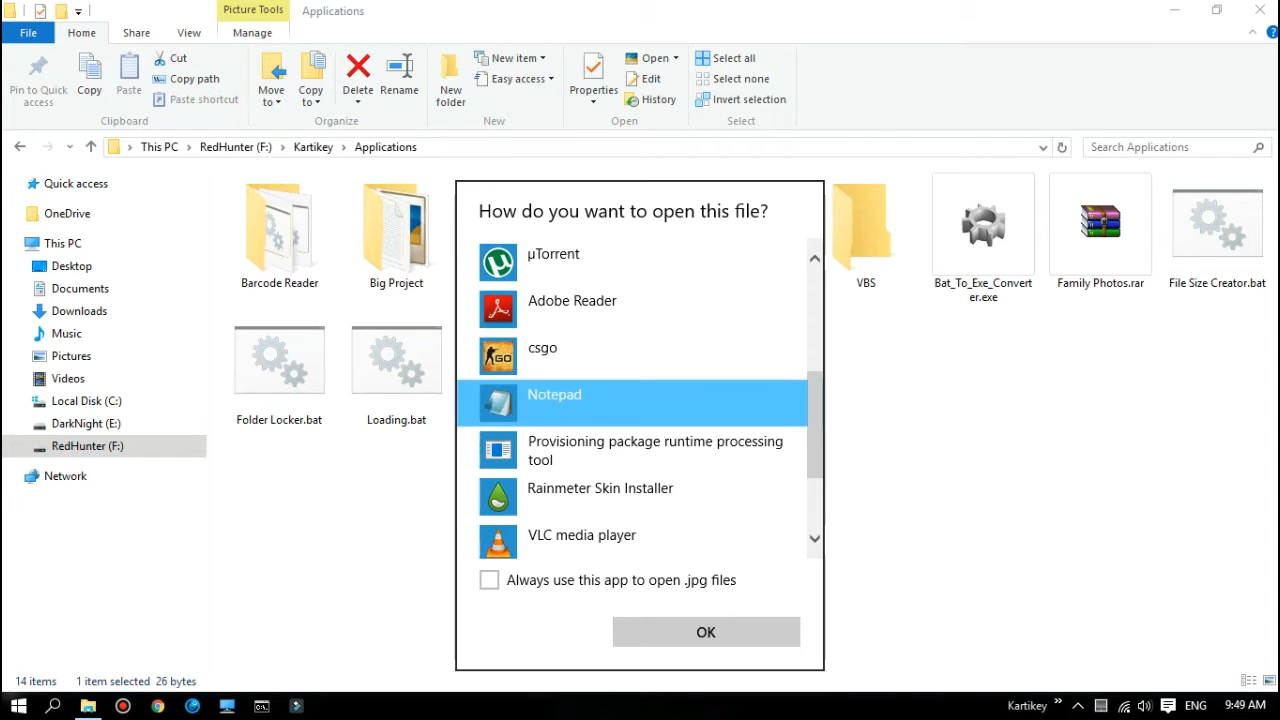 Picture Tools
Applications
File
Home
Share
View
Manage
Pin to Quick
access
Copy
Paste
Cut
Copy path
Paste shortcut
Clipboard
Move
to
Copy
to
Delete
Rename
Organize
New
folder
New item
Easy access
New
Properties
Open
Edit
History
Open
Select all
Select none
Invert selection
Select
This PC
RedHunter (F:)
Kartikey
Applications
Search Applications
Quick access
OneDrive
This PC
Desktop
Documents
Downloads
Music
Pictures
Videos
Local Disk (C:)
DarkNight (E:)
RedHunter (F:)
Network
Barcode Reader
Big Project
VBS
Bat_To_Exe_Convert
er.exe
Family Photos.rar
File Size Creator.bat
Folder Locker.bat
Loading.bat
How do you want to open this file?
µTorrent
Adobe Reader
csgo
GO
Notepad
Provisioning package runtime processing
tool
Rainmeter Skin Installer
VLC media player
Always use this app to open .jpg files
OK
14 items
1 item selected 26 bytes
Kartikey
ENG
9:49 AM